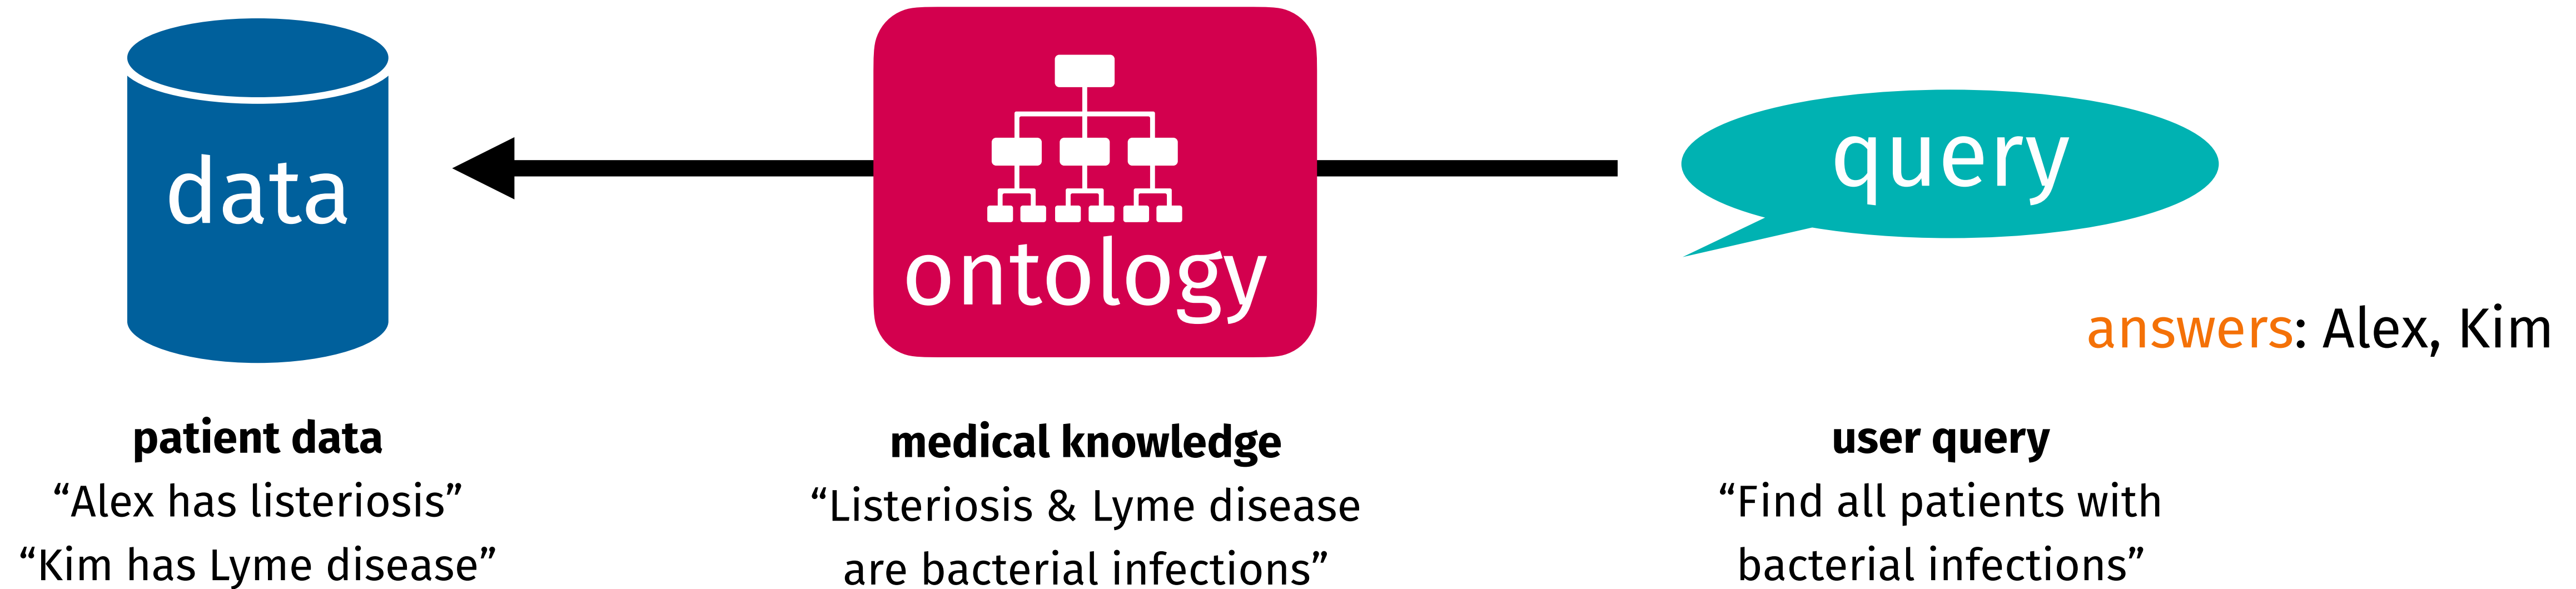 data
ontology
query
answers: Alex, Kim
patient data
“Alex has listeriosis”
“Kim has Lyme disease”
medical knowledge
“Listeriosis & Lyme disease
are bacterial infections”
user query
“Find all patients with
bacterial infections”